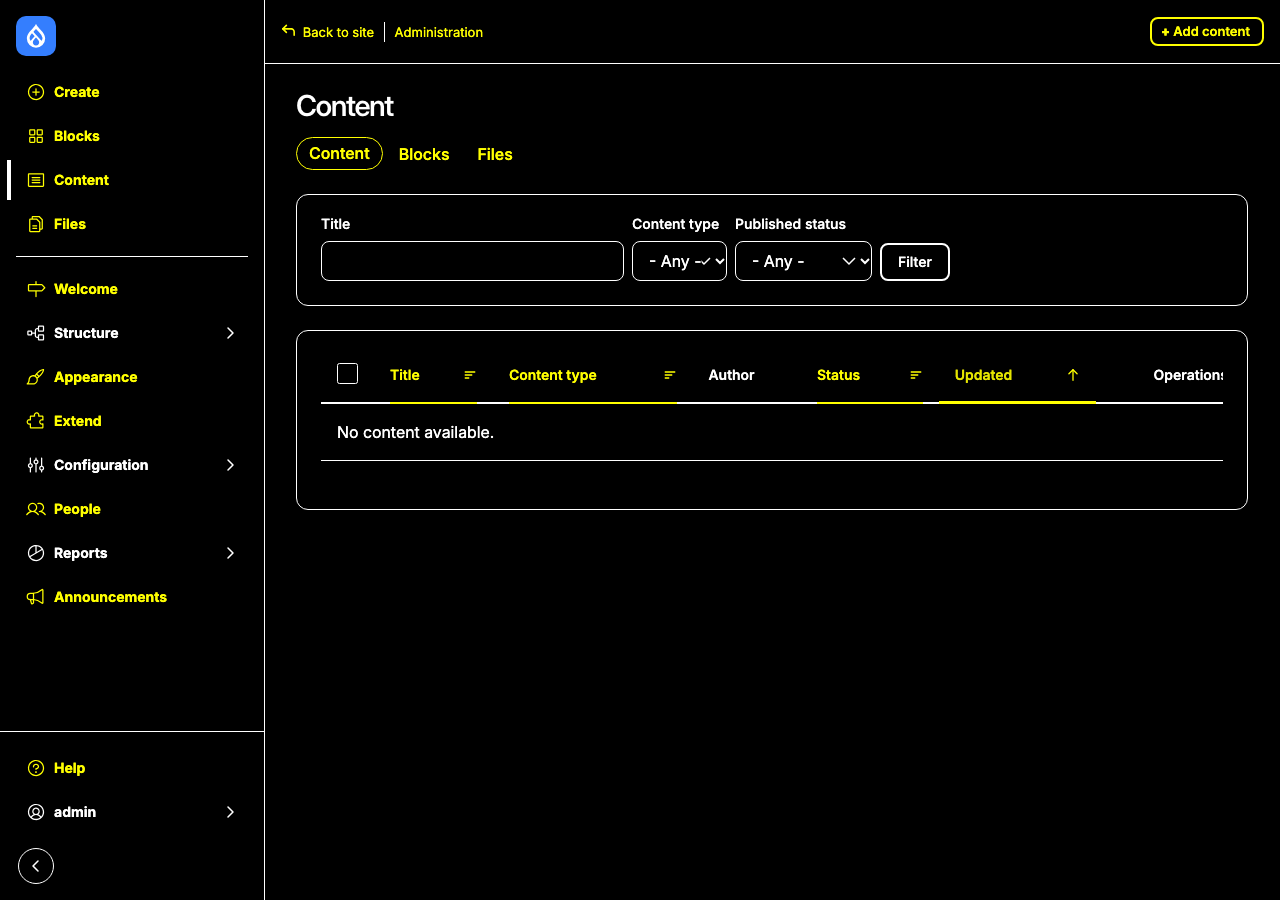 Back to site
Administration
+ Add content
Create
Blocks
Content
Files
Welcome
Structure
Appearance
Extend
Configuration
People
Reports
Announcements
Help
admin
Content
Content Blocks Files
Title Content type Published status
- Any - - Any - Filter
Title Content type Author Status Updated Operations
No content available.